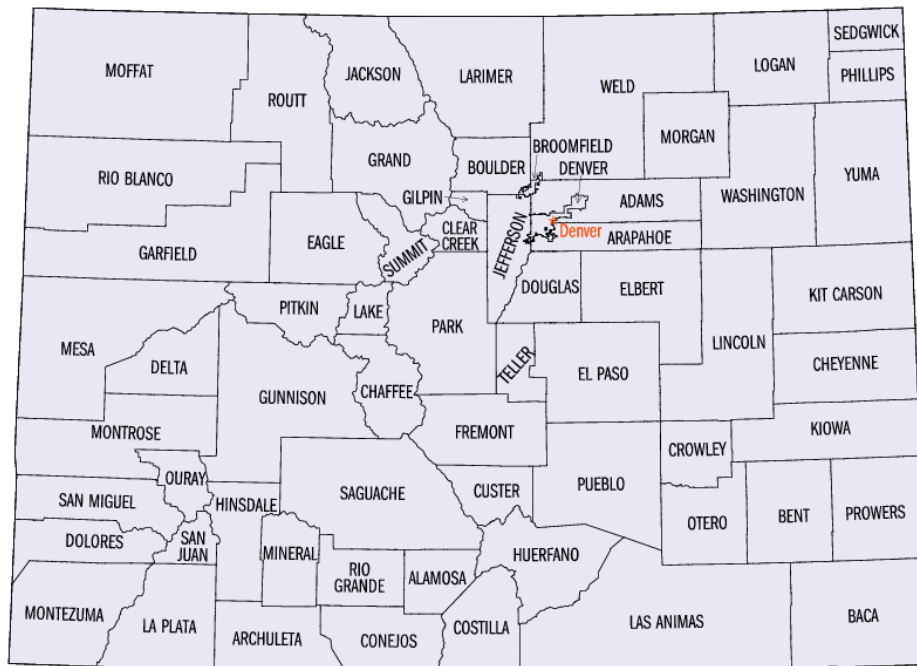 SEDGWICK
LOGAN
MOFFAT
JACKSON
LARIMER
PHILLIPS
WELD
ROUTT
MORGAN
BROOMFIELD
GRAND
BOULDER
DENVER
YUMA
RIO BLANCO
GILPIN
ADAMS
WASHINGTON
CLEAR
CREEK
JEFFERSON
Denver
ARAPAHOE
EAGLE
SUMMIT
GARFIELD
DOUGLAS
ELBERT
KIT CARSON
PITKIN
LAKE
PARK
LINCOLN
MESA
DELTA
TELLER
CHEYENNE
EL PASO
CHAFFEE
GUNNISON
MONTROSE
FREMONT
KIOWA
CROWLEY
OURAY
SAGUACHE
CUSTER
PUEBLO
SAN MIGUEL
HINSDALE
OTERO
BENT
PROWERS
DOLORES
SAN
JUAN
MINERAL
HUERFANO
RIO
GRANDE
ALAMOSA
MONTEZUMA
LA PLATA
ARCHULETA
CONEJOS
COSTILLA
LAS ANIMAS
BACA